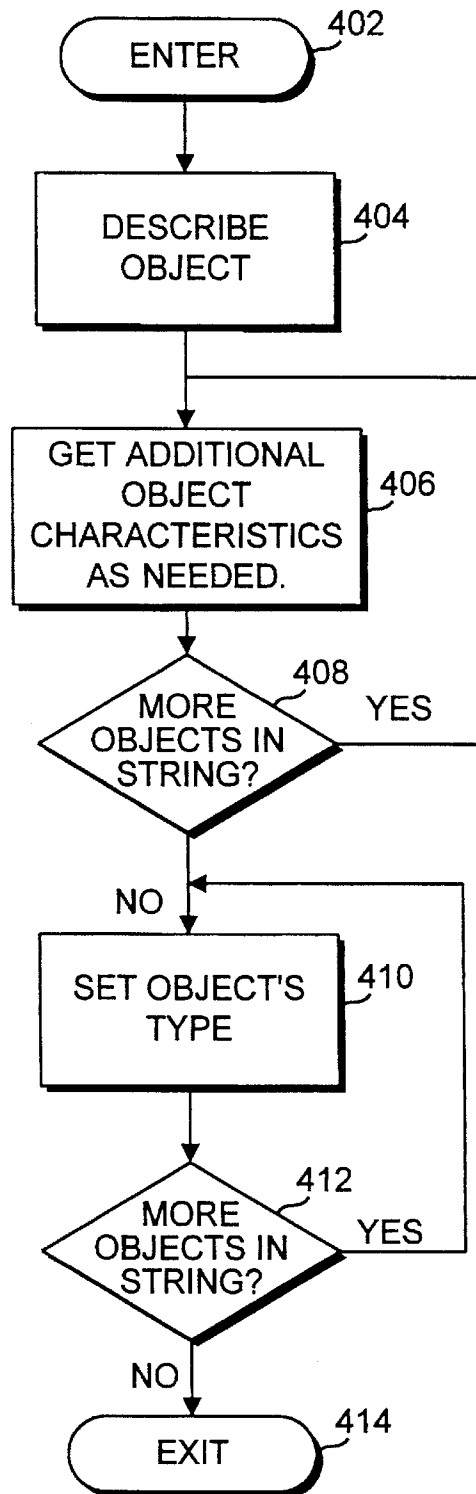 ENTER
402
DESCRIBE
OBJECT
404
GET ADDITIONAL
OBJECT
CHARACTERISTICS
AS NEEDED.
406
408
MORE
OBJECTS IN
STRING?
YES
NO
SET OBJECT'S
TYPE
410
412
MORE
OBJECTS IN
STRING?
YES
NO
EXIT
414